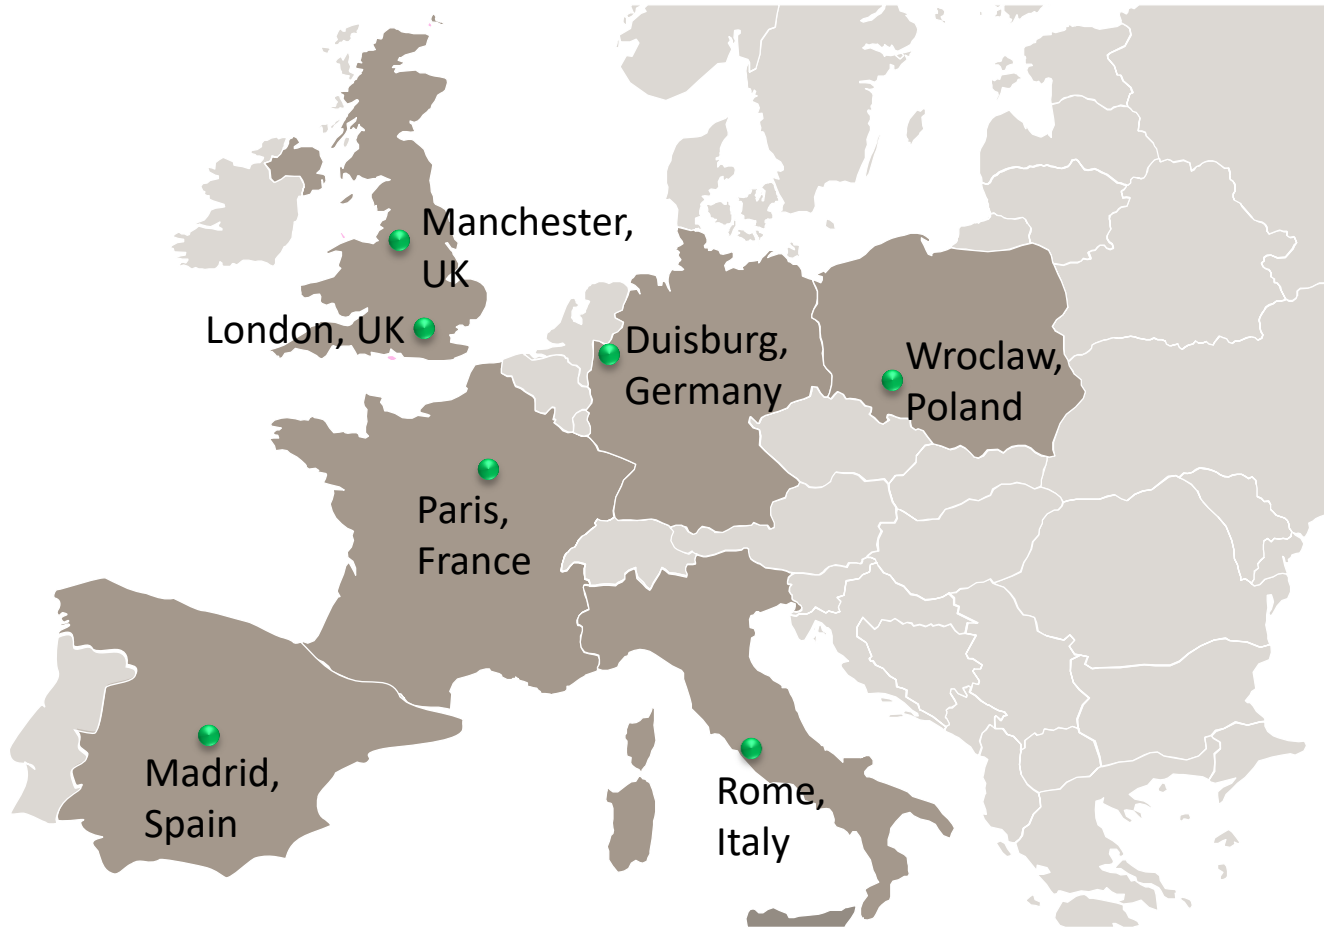 Manchester,
UK
London, UK
Duisburg,
Germany
Wroclaw,
Poland
Paris,
France
Madrid,
Spain
Rome,
Italy